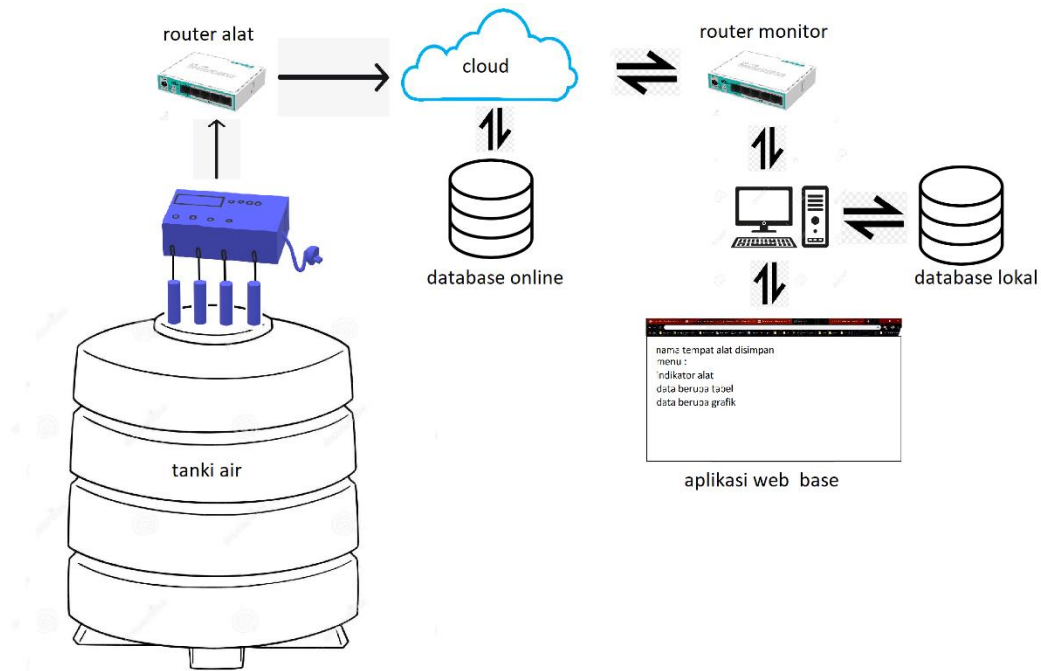 router alat
cloud
router monitor
database online
database lokal
nama tempat alat disimpan
menu :
indikator alat
data berupa tabel
data berupa grafik
tanki air
aplikasi web base